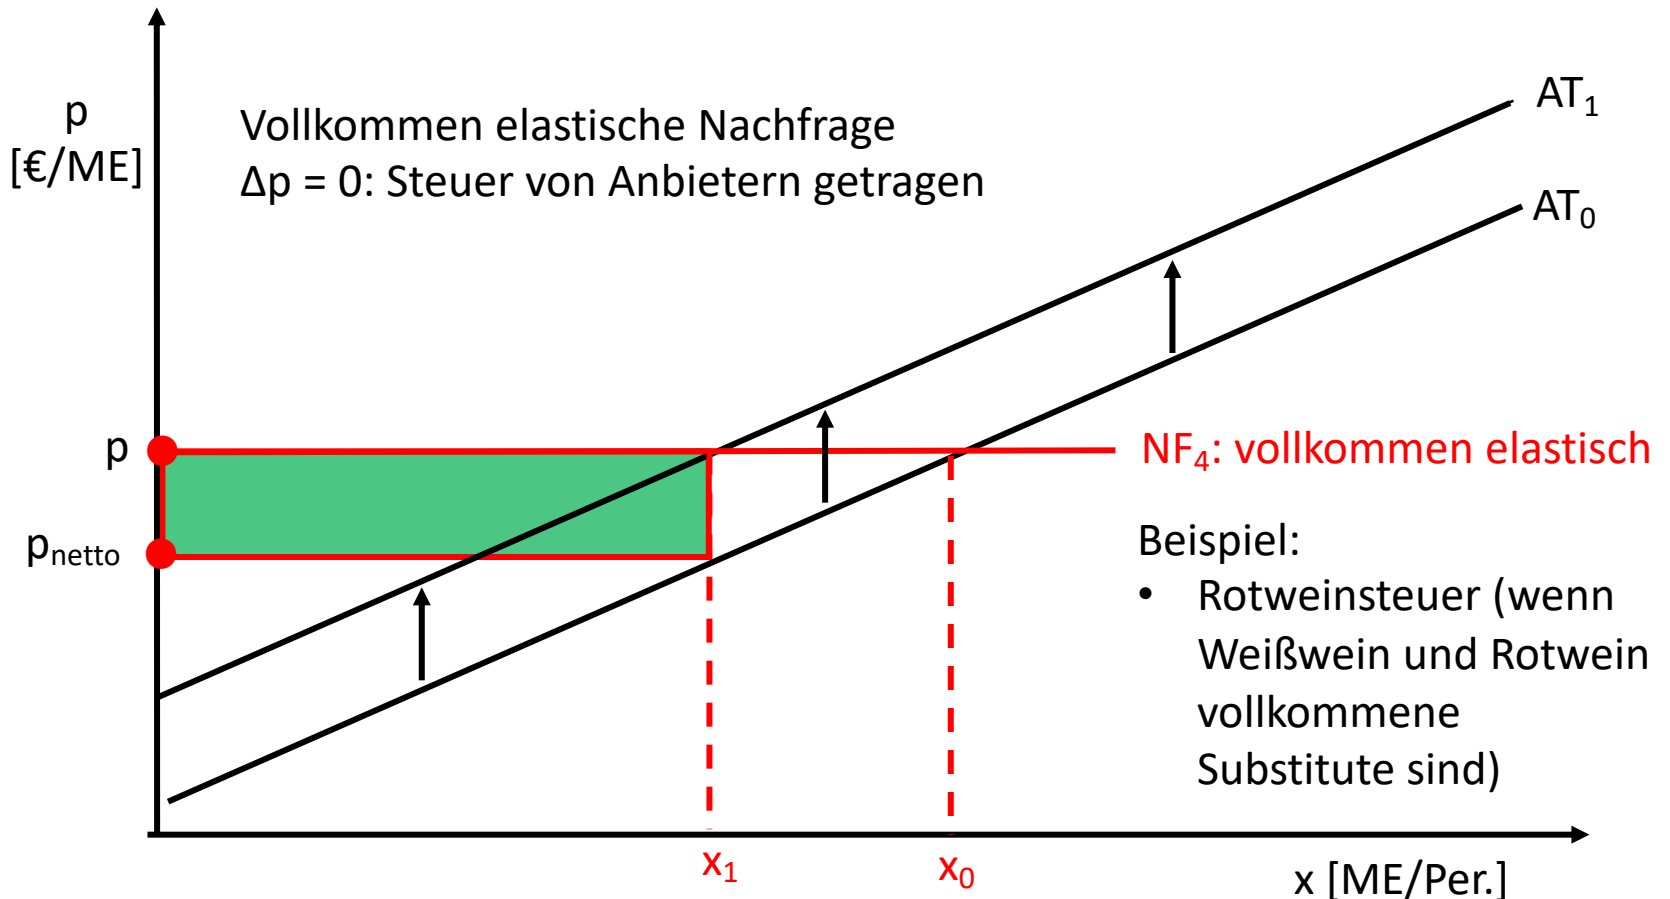 p
[€/ME]
Vollkommen elastische Nachfrage
Δp = 0: Steuer von Anbietern getragen
AT₁
AT₀
p
NF₄: vollkommen elastisch
pₙₑₜₜₒ
Beispiel:
• Rotweinsteuer (wenn
Weißwein und Rotwein
vollkommene
Substitute sind)
x₁
x₀
x [ME/Per.]